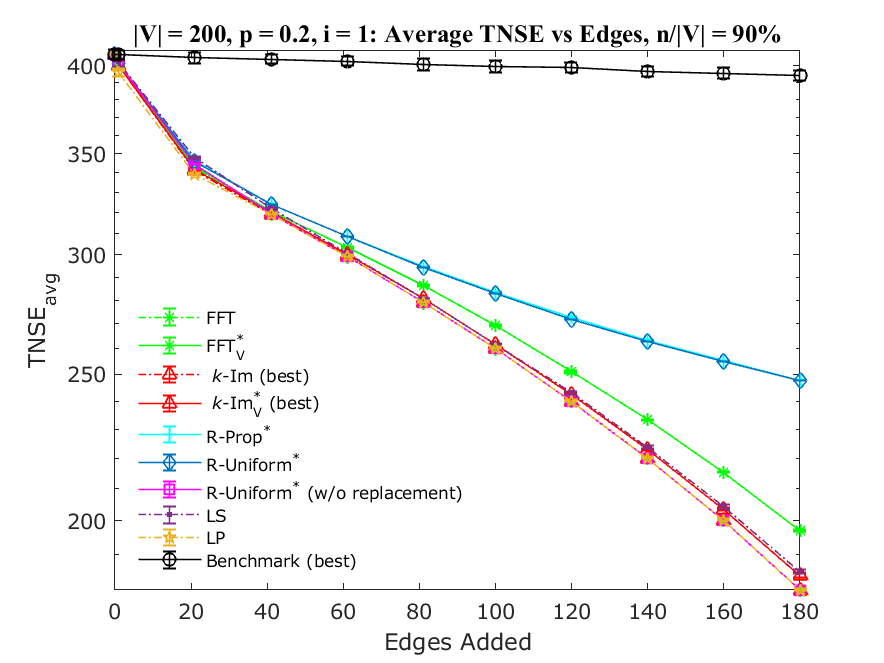 |V| = 200, p = 0.2, i = 1: Average TNSE vs Edges, n/|V| = 90%
400
350
300
250
200
TNSE_avg
FFT
FFT*_V
k-Im (best)
k-Im*_V (best)
R-Prop*
R-Uniform*
R-Uniform* (w/o replacement)
LS
LP
Benchmark (best)
0 20 40 60 80 100 120 140 160 180
Edges Added